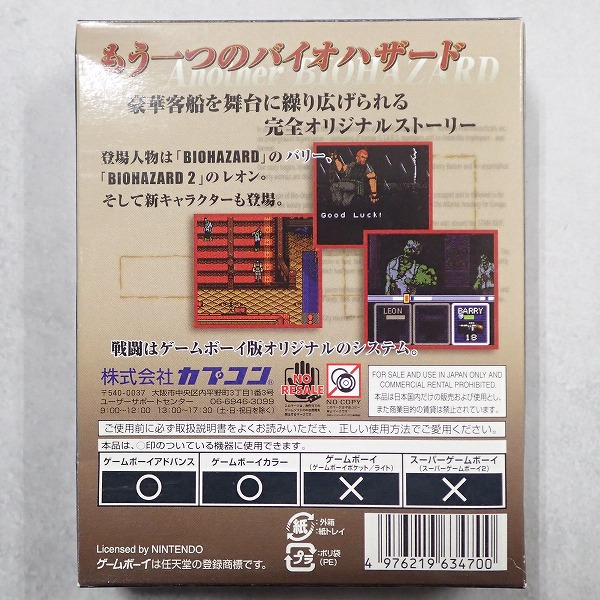 もう一つのバイオハザード
Another BIOHAZARD
豪華客船を舞台に繰り広げられる
完全オリジナルストーリー
登場人物は「BIOHAZARD」のバリー、
「BIOHAZARD 2」のレオン。
そして新キャラクターも登場。
Good Luck!
LEON
BARRY
18
戦闘はゲームボーイ版オリジナルのシステム。
株式会社 カプコン
〒540-0037 大阪市中央区内平野町3丁目1番3号
ユーザーサポートセンター 06-6946-3099
9:00〜12:00 13:00〜17:30 (土・日・祝日を除く)
NO RESALE
NO COPY
FOR SALE AND USE IN JAPAN ONLY AND
COMMERCIAL RENTAL PROHIBITED.
本品は日本国内だけの販売および使用とし、
また商業目的の賃貸は禁止されています。
ご使用前に必ず取扱説明書をよくお読みいただき、正しい使用方法でご愛用ください。
本品は、○印のついている機器に使用できます。
ゲームボーイアドバンス
ゲームボーイカラー
ゲームボーイ
(ゲームボーイポケット/ライト)
スーパーゲームボーイ
(スーパーゲームボーイ2)
○ ○ × ×
紙
:外箱
:紙トレイ
プラ
:ポリ袋
(PE)
Licensed by NINTENDO
ゲームボーイは任天堂の登録商標です。
4 976219 634700